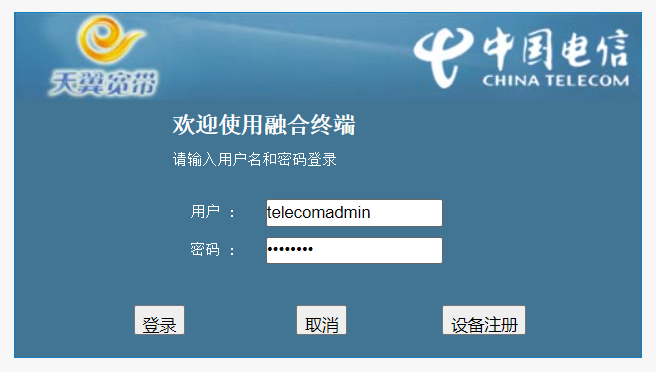 天翼宽带
中国电信
CHINA TELECOM
欢迎使用融合终端
请输入用户名和密码登录
用户 ： telecomadmin
密码 ： ••••••••
登录 取消 设备注册